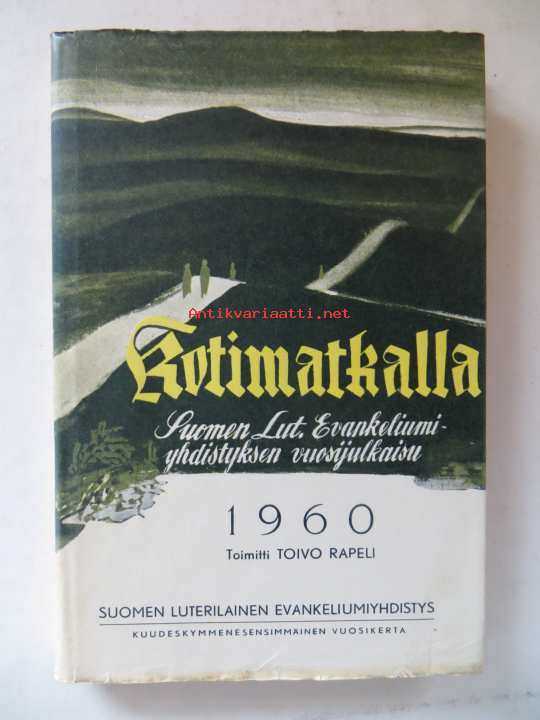 Antikvariaatti.net
Kotimatkalla
Suomen Lut. Evankeliumi-
yhdistyksen vuosijulkaisu
1960
Toimitti TOIVO RAPELI
SUOMEN LUTERILAINEN EVANKELIUMIYHDISTYS
KUUDESKYMMENESENSIMMÄINEN VUOSIKERTA